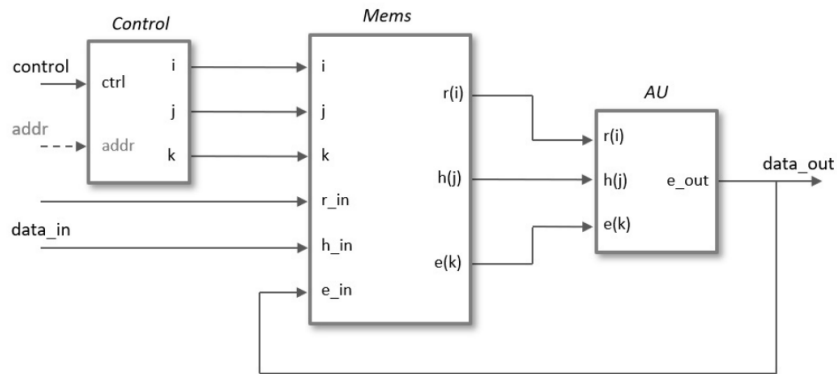 Control
control
ctrl
addr
addr
i
j
k
Mems
i
j
k
r_in
data_in
h_in
e_in
r(i)
h(j)
e(k)
AU
r(i)
h(j)
e(k)
e_out
data_out